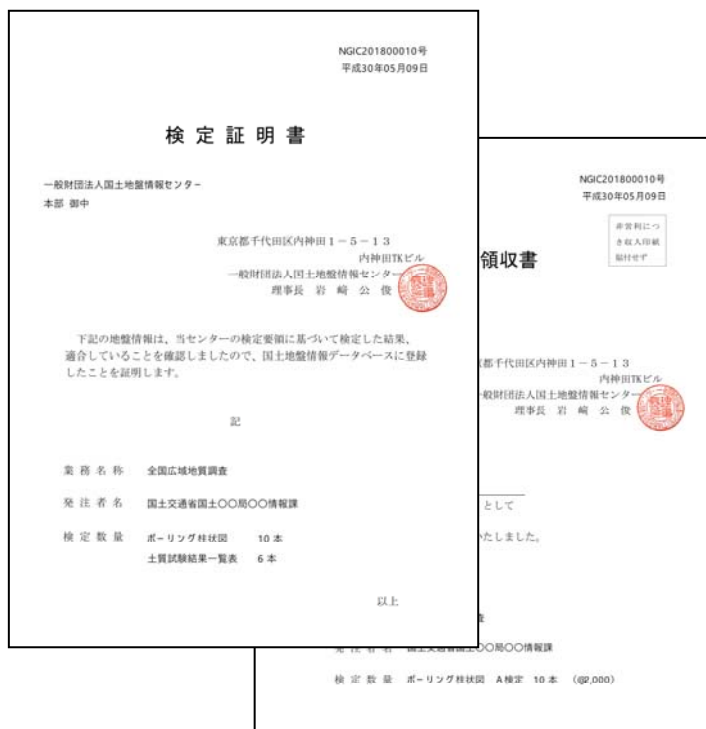 NGIC201800010号
平成30年05月09日
検定証明書
一般財団法人国土地盤情報センター
本部 御中
東京都千代田区内神田1－5－13
内神田TKビル
一般財団法人国土地盤情報センター
理事長 岩 崎 公 俊
下記の地盤情報は、当センターの検定要領に基づいて検定した結果、
適合していることを確認しましたので、国土地盤情報データベースに登録
したことを証明します。
記
業務名称 全国広域地質調査
発注者名 国土交通省国土〇〇局〇〇情報課
検定数量 ボーリング柱状図 10 本
土質試験結果一覧表 6 本
以上
NGIC201800010号
平成30年05月09日
非営利につ
き収入印紙
貼付せず
領収書
都千代田区内神田1－5－13
内神田TKビル
般財団法人国土地盤情報センター
理事長 岩 崎 公 俊
として
たしました。
発注者名 国土交通省国土〇〇局〇〇情報課
検定数量 ボーリング柱状図 A検定 10 本 (@2,000)